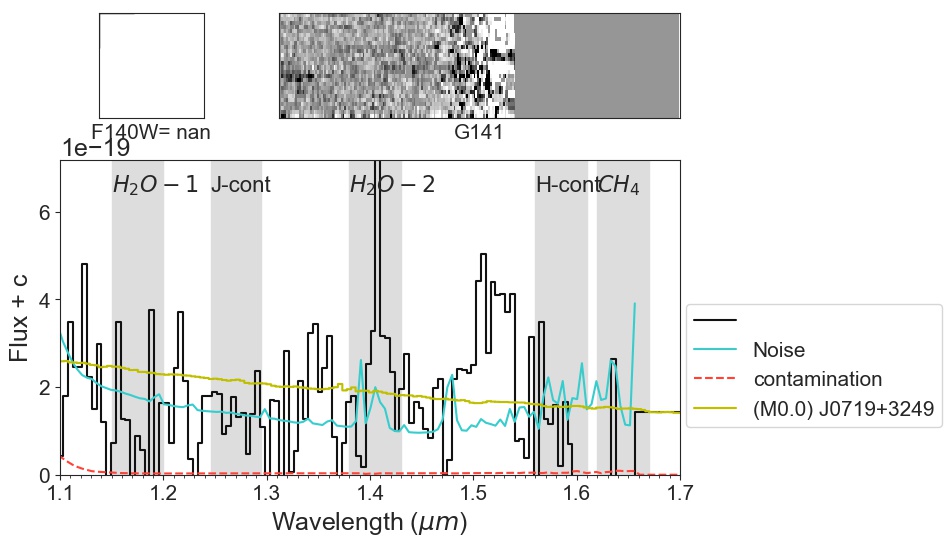 F140W= nan
G141
1e−19
H₂O − 1 J-cont H₂O − 2 H-cont CH₄
6
4
2
0
Flux + c
1.1 1.2 1.3 1.4 1.5 1.6 1.7
Wavelength (μm)
Noise
contamination
(M0.0) J0719+3249